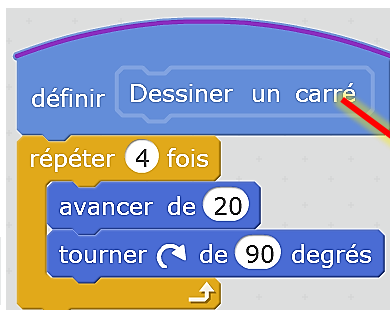 définir Dessiner un carré
répéter 4 fois
avancer de 20
tourner de 90 degrés